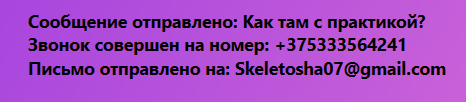 Сообщение отправлено: Как там с практикой?
Звонок совершен на номер: +375333564241
Письмо отправлено на: Skeletosha07@gmail.com